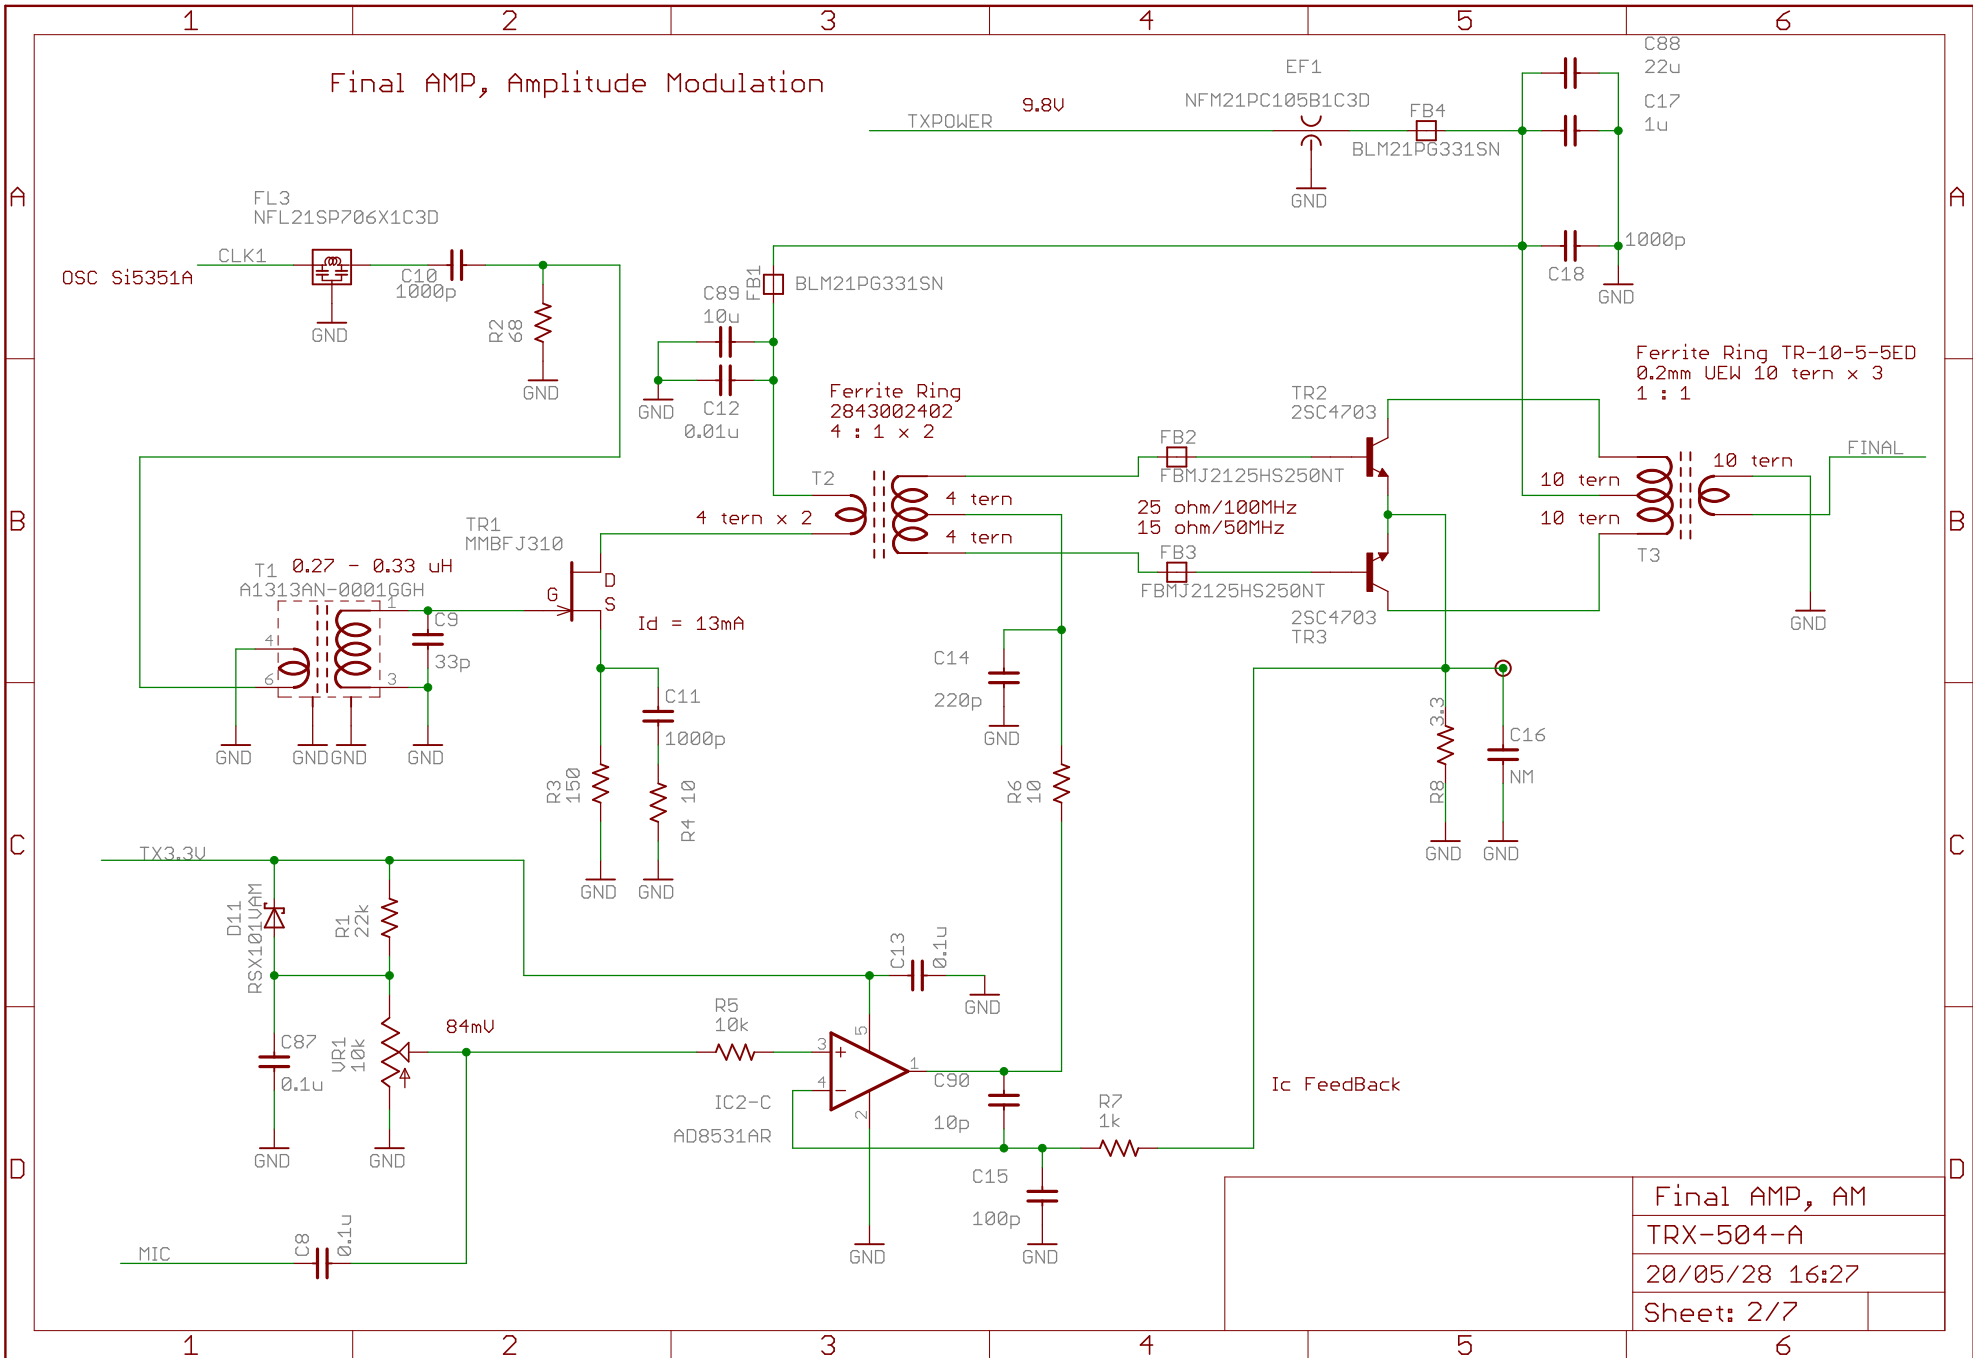 1 2 3 4 5 6
Final AMP, Amplitude Modulation
C88
22u
EF1
NFM21PC105B1C3D
C17
1u
9.8V
TXPOWER
FB4
BLM21PG331SN
GND
A
A
FL3
NFL21SP706X1C3D
CLK1
OSC Si5351A
C10
1000p
GND
R2
68
GND
FB1
BLM21PG331SN
C89
10u
GND
C12
0.01u
1000p
C18
GND
Ferrite Ring
2843002402
4 : 1 x 2
Ferrite Ring TR-10-5-5ED
0.2mm UEW 10 tern x 3
1 : 1
TR2
2SC4703
FB2
FBMJ2125HS250NT
25 ohm/100MHz
15 ohm/50MHz
FB3
FBMJ2125HS250NT
2SC4703
TR3
T2
4 tern
4 tern x 2
4 tern
10 tern
10 tern
10 tern
T3
FINAL
GND
B
B
TR1
MMBFJ310
G
D
S
Id = 13mA
T1
0.27 - 0.33 uH
A1313AN-0001GGH
1
4
6
3
C9
33p
GND
GND
GND
GND
C11
1000p
R3
150
R4
10
GND
GND
C14
220p
GND
R6
10
3.3
R8
C16
NM
GND
GND
C
C
TX3.3V
D11
RSX101VAM
R1
22k
C13
0.1u
GND
C87
0.1u
VR1
10k
84mV
GND
GND
R5
10k
3
+
4
-
5
2
1
IC2-C
AD8531AR
C90
10p
R7
1k
Ic FeedBack
C15
100p
GND
GND
D
D
MIC
C8
0.1u
Final AMP, AM
TRX-504-A
20/05/28 16:27
Sheet: 2/7
1 2 3 4 5 6